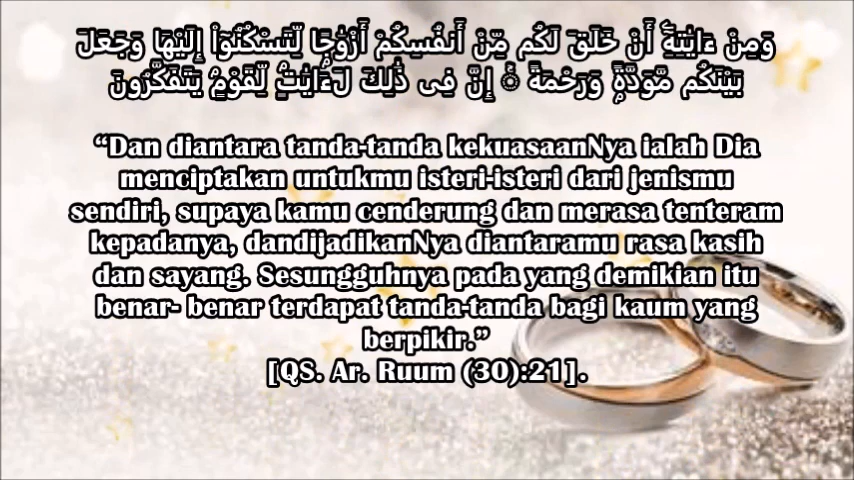 وَمِنْ ءَايَٰتِهِۦٓ أَنْ خَلَقَ لَكُم مِّنْ أَنفُسِكُمْ أَزْوَٰجًا لِّتَسْكُنُوٓا۟ إِلَيْهَا وَجَعَلَ
بَيْنَكُم مَّوَدَّةً وَرَحْمَةً ۚ إِنَّ فِى ذَٰلِكَ لَءَايَٰتٍ لِّقَوْمٍ يَتَفَكَّرُونَ
“Dan diantara tanda-tanda kekuasaanNya ialah Dia
menciptakan untukmu isteri-isteri dari jenismu
sendiri, supaya kamu cenderung dan merasa tenteram
kepadanya, dandijadikanNya diantaramu rasa kasih
dan sayang. Sesungguhnya pada yang demikian itu
benar- benar terdapat tanda-tanda bagi kaum yang
berpikir.”
[QS. Ar. Ruum (30):21].